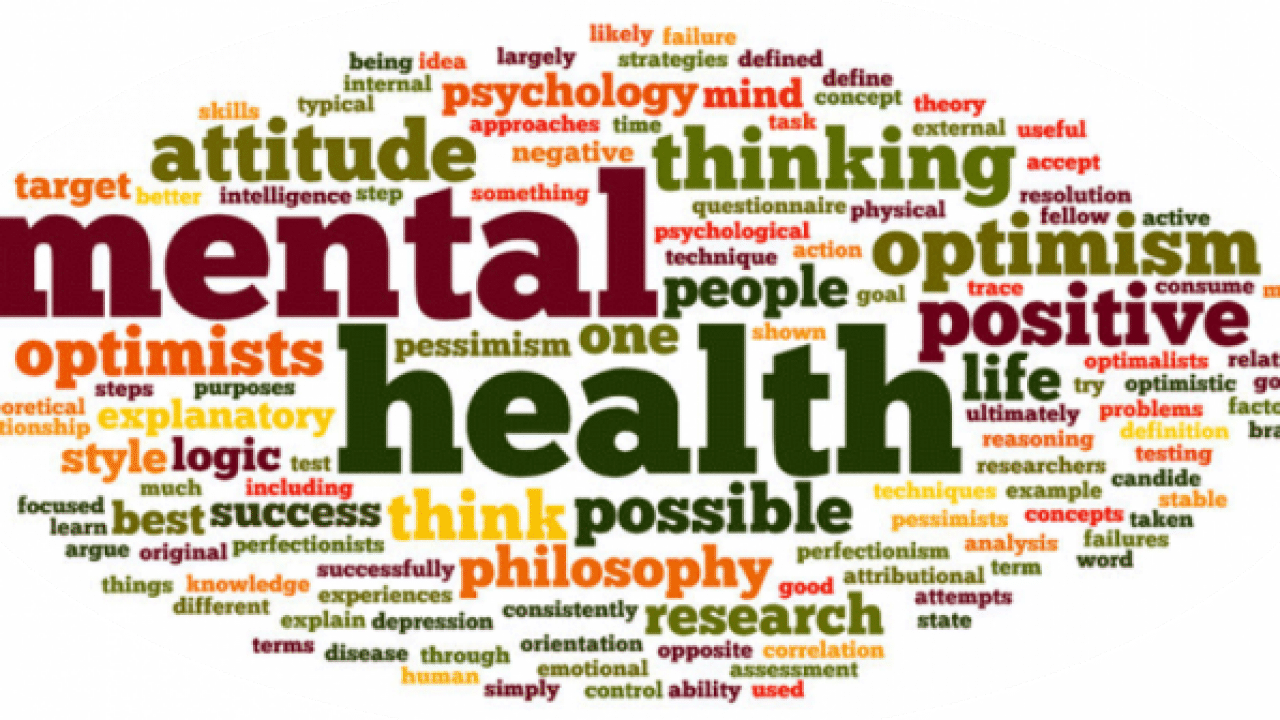 likely failure
being idea largely strategies defined
internal psychology mind define
skills typical concept theory
approaches time task external useful
attitude negative thinking accept
target better intelligence step something resolution
mental questionnaire physical fellow active
psychological optimism
technique action
people goal trace consume
positive
optimists pessimism one shown
health optimalists
steps purposes life try optimistic
explanatory ultimately problems
definition
style logic test reasoning testing
researchers
much including candide
focused best success think possible techniques example stable
learn pessimists concepts taken
argue original perfectionists perfectionism analysis failures
successfully philosophy word
things knowledge experiences good attributional term
different attempts
explain depression consistently research state
terms disease through orientation opposite correlation
human emotional assessment
simply control ability used